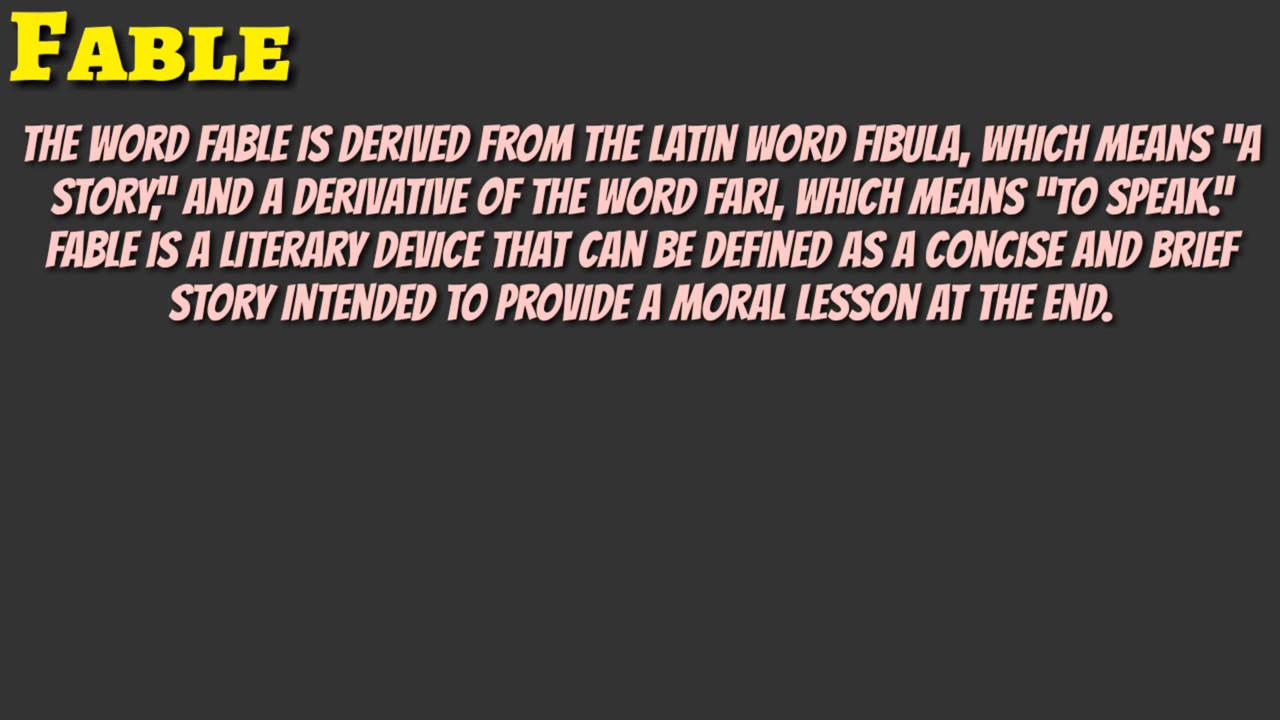 Fable
THE WORD FABLE IS DERIVED FROM THE LATIN WORD FIBULA, WHICH MEANS "A
STORY," AND A DERIVATIVE OF THE WORD FARI, WHICH MEANS "TO SPEAK."
FABLE IS A LITERARY DEVICE THAT CAN BE DEFINED AS A CONCISE AND BRIEF
STORY INTENDED TO PROVIDE A MORAL LESSON AT THE END.